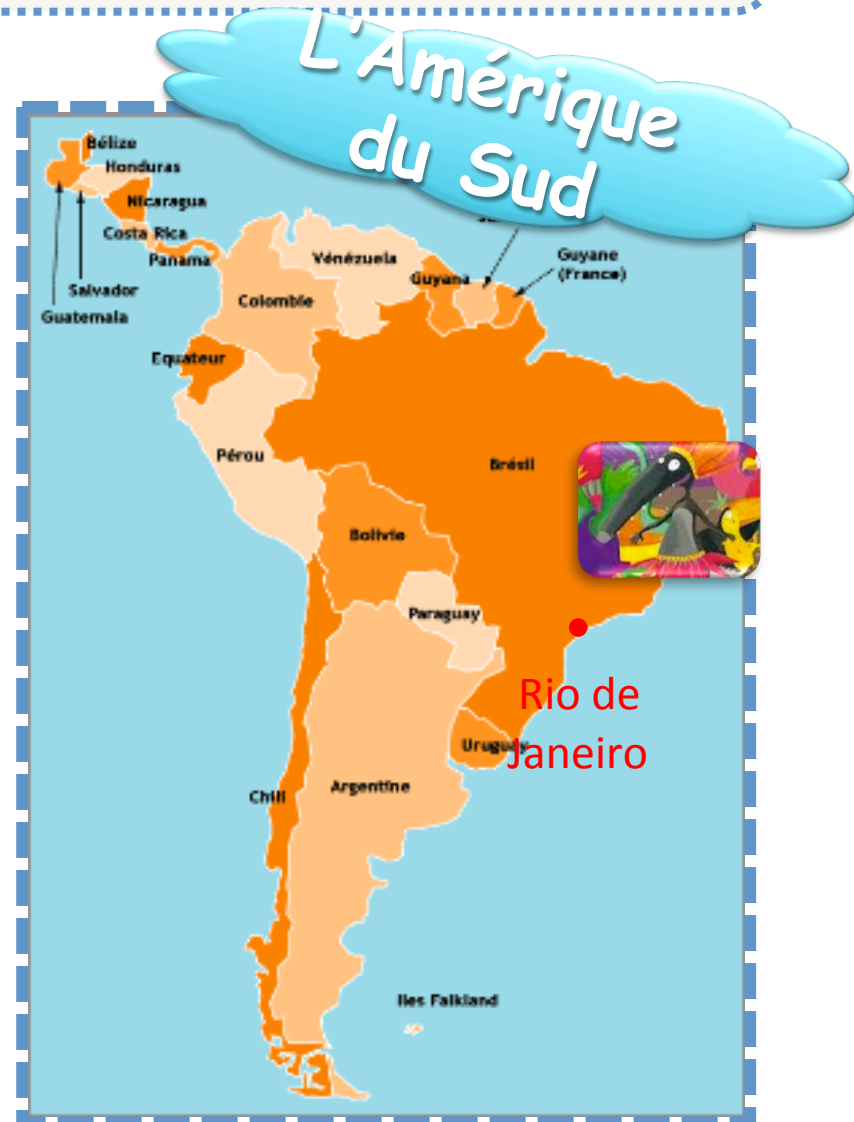 L'Amérique
du Sud
Bélize
Honduras
Nicaragua
Costa Rica
Panama
Salvador
Guatemala
Vénézuela
Guyana
Guyane
(France)
Colombie
Equateur
Pérou
Brésil
Bolivie
Paraguay
Rio de
Janeiro
Uruguay
Chili
Argentine
Iles Falkland